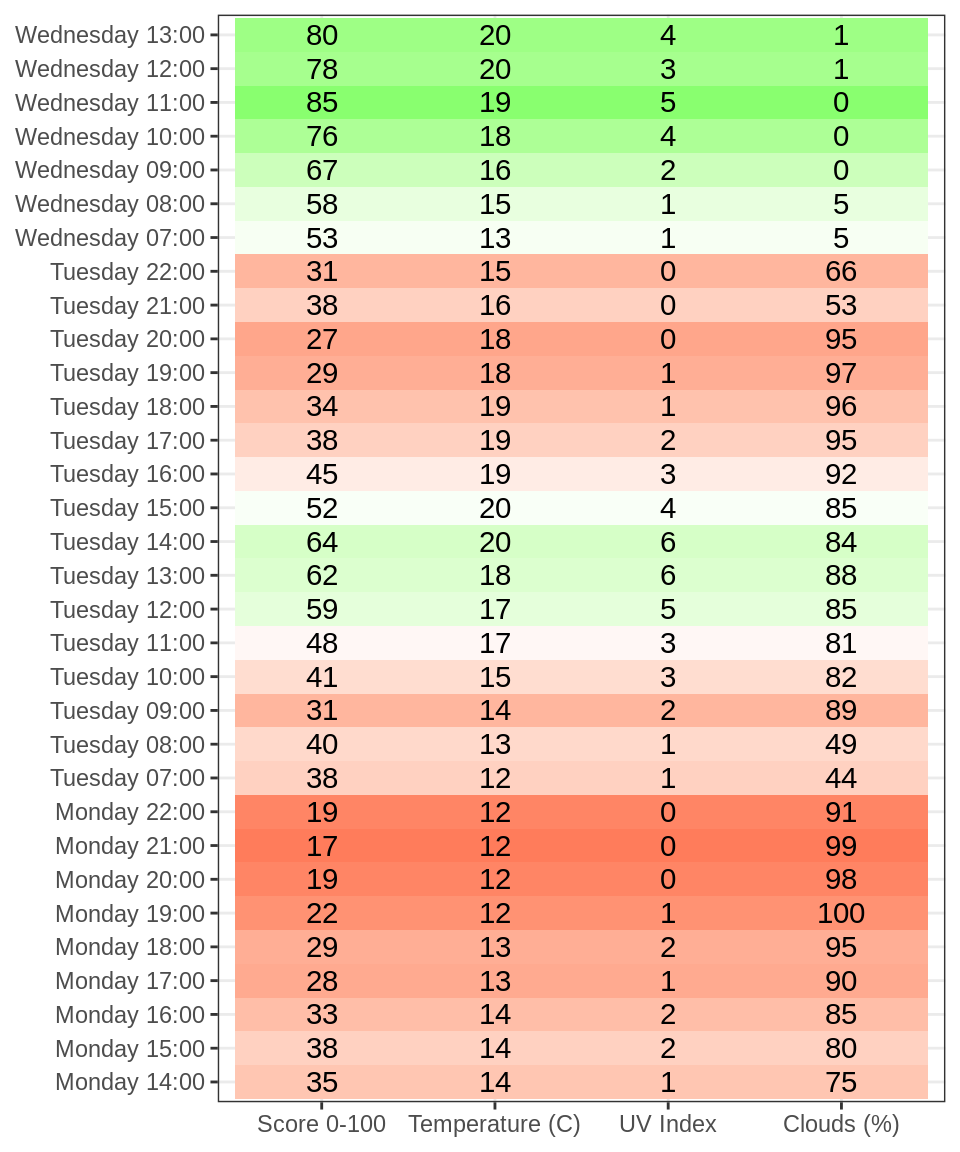 Wednesday 13:00 80 20 4 1
Wednesday 12:00 78 20 3 1
Wednesday 11:00 85 19 5 0
Wednesday 10:00 76 18 4 0
Wednesday 09:00 67 16 2 0
Wednesday 08:00 58 15 1 5
Wednesday 07:00 53 13 1 5
Tuesday 22:00 31 15 0 66
Tuesday 21:00 38 16 0 53
Tuesday 20:00 27 18 0 95
Tuesday 19:00 29 18 1 97
Tuesday 18:00 34 19 1 96
Tuesday 17:00 38 19 2 95
Tuesday 16:00 45 19 3 92
Tuesday 15:00 52 20 4 85
Tuesday 14:00 64 20 6 84
Tuesday 13:00 62 18 6 88
Tuesday 12:00 59 17 5 85
Tuesday 11:00 48 17 3 81
Tuesday 10:00 41 15 3 82
Tuesday 09:00 31 14 2 89
Tuesday 08:00 40 13 1 49
Tuesday 07:00 38 12 1 44
Monday 22:00 19 12 0 91
Monday 21:00 17 12 0 99
Monday 20:00 19 12 0 98
Monday 19:00 22 12 1 100
Monday 18:00 29 13 2 95
Monday 17:00 28 13 1 90
Monday 16:00 33 14 2 85
Monday 15:00 38 14 2 80
Monday 14:00 35 14 1 75
Score 0-100 Temperature (C) UV Index Clouds (%)